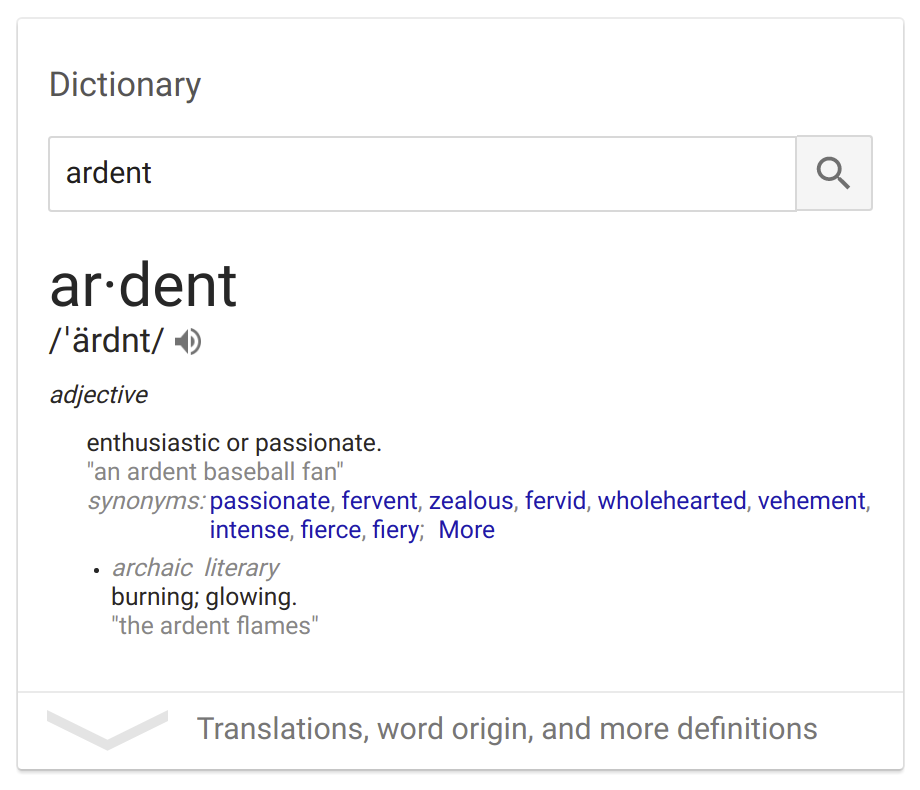 Dictionary
ardent
ar·dent
/ˈärdnt/
adjective
enthusiastic or passionate.
"an ardent baseball fan"
synonyms: passionate, fervent, zealous, fervid, wholehearted, vehement,
intense, fierce, fiery; More
• archaic literary
burning; glowing.
"the ardent flames"
Translations, word origin, and more definitions